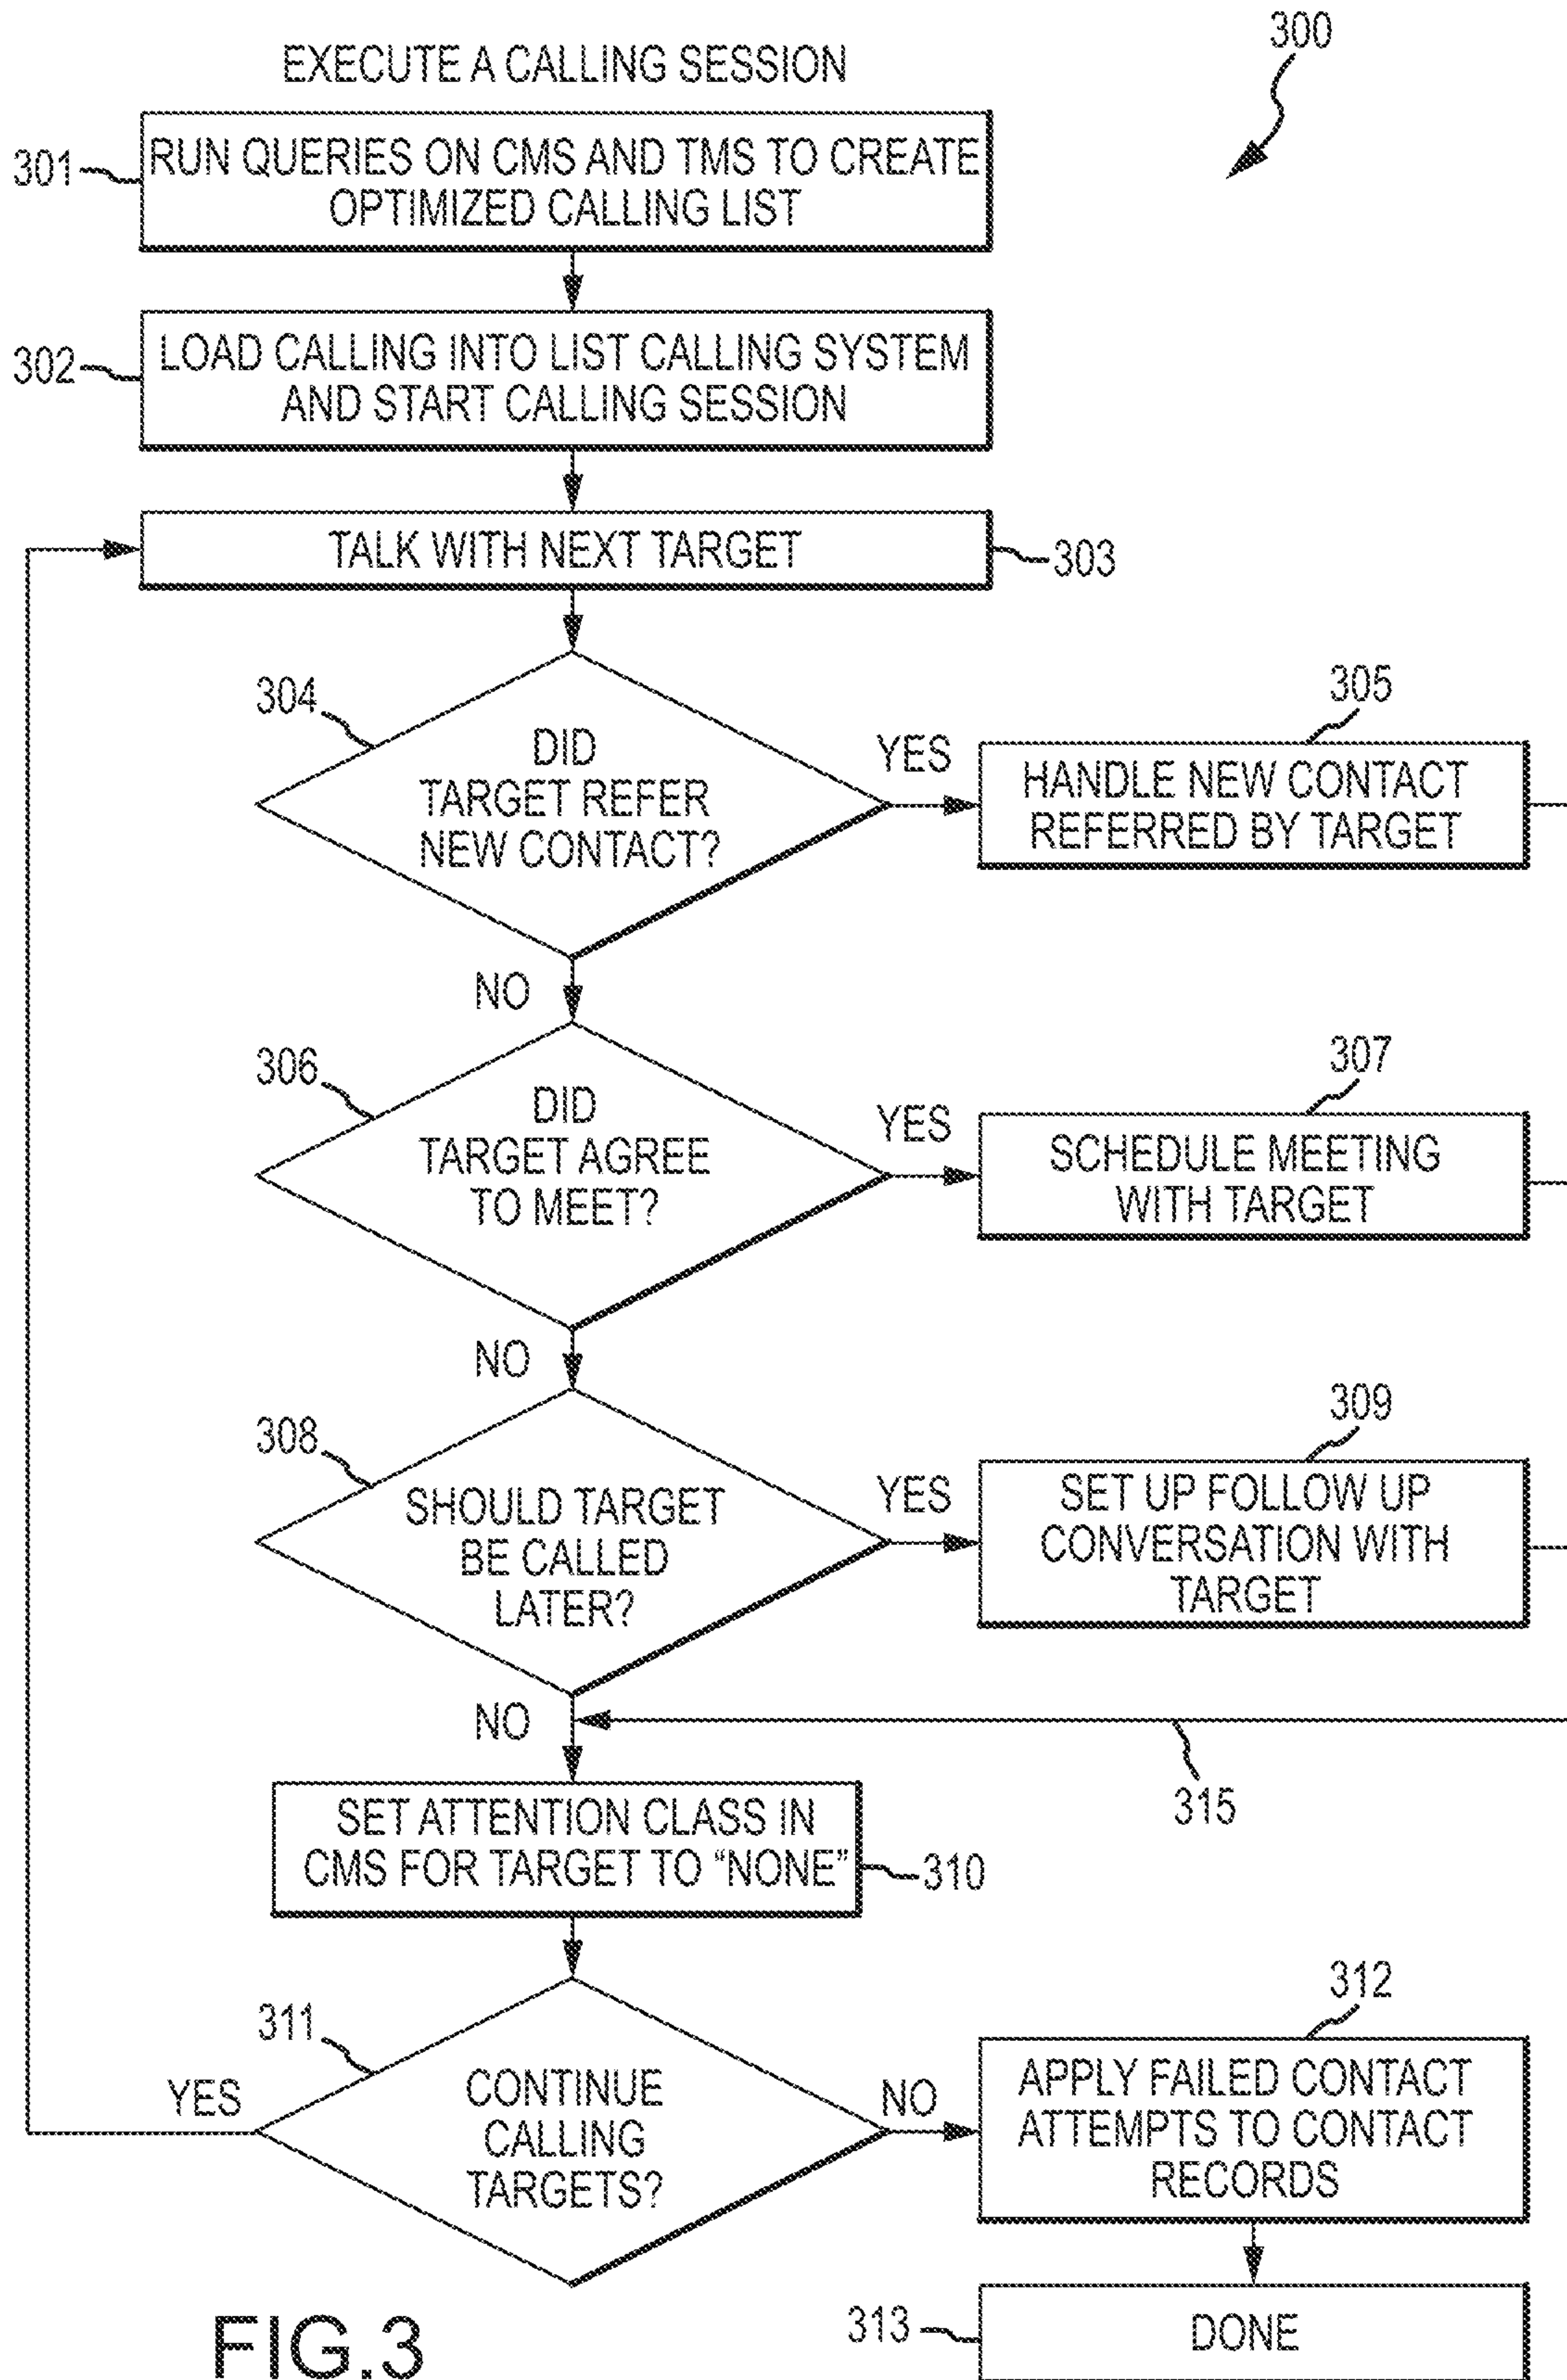 300
EXECUTE A CALLING SESSION
301
RUN QUERIES ON CMS AND TMS TO CREATE
OPTIMIZED CALLING LIST
302
LOAD CALLING INTO LIST CALLING SYSTEM
AND START CALLING SESSION
TALK WITH NEXT TARGET
303
304
DID
TARGET REFER
NEW CONTACT?
YES
305
HANDLE NEW CONTACT
REFERRED BY TARGET
NO
306
DID
TARGET AGREE
TO MEET?
YES
307
SCHEDULE MEETING
WITH TARGET
NO
308
SHOULD TARGET
BE CALLED
LATER?
YES
309
SET UP FOLLOW UP
CONVERSATION WITH
TARGET
NO
315
SET ATTENTION CLASS IN
CMS FOR TARGET TO “NONE”
310
311
YES
CONTINUE
CALLING
TARGETS?
NO
312
APPLY FAILED CONTACT
ATTEMPTS TO CONTACT
RECORDS
313
DONE
FIG.3